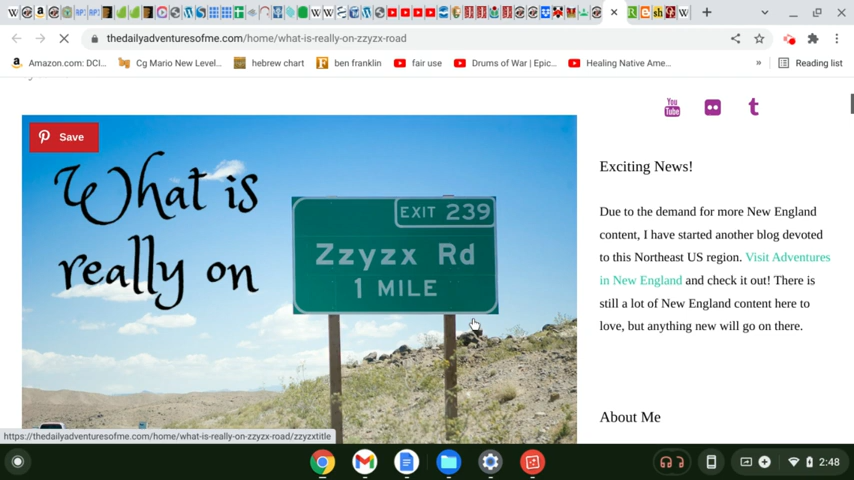 thedailyadventuresofme.com/home/what-is-really-on-zzyzx-road
Amazon.com: DCI...
Cg Mario New Level...
hebrew chart
ben franklin
fair use
Drums of War | Epic...
Healing Native Ame...
»
Reading list
You
Tube
t
Save
What is
really on
EXIT 239
Zzyzx Rd
1 MILE
Exciting News!
Due to the demand for more New England
content, I have started another blog devoted
to this Northeast US region. Visit Adventures
in New England and check it out! There is
still a lot of New England content here to
love, but anything new will go on there.
About Me
https://thedailyadventuresofme.com/home/what-is-really-on-zzyzx-road/zzyzxtitle
2:48